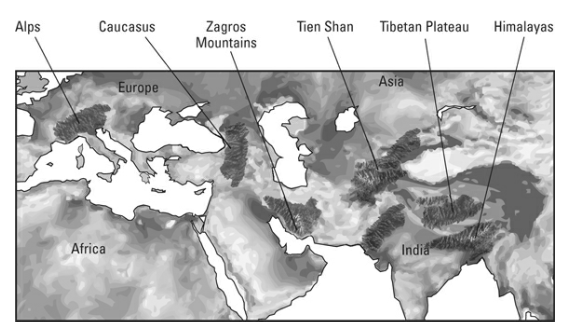 Alps
Caucasus
Zagros
Mountains
Tien Shan
Tibetan Plateau
Himalayas
Europe
Asia
Africa
India